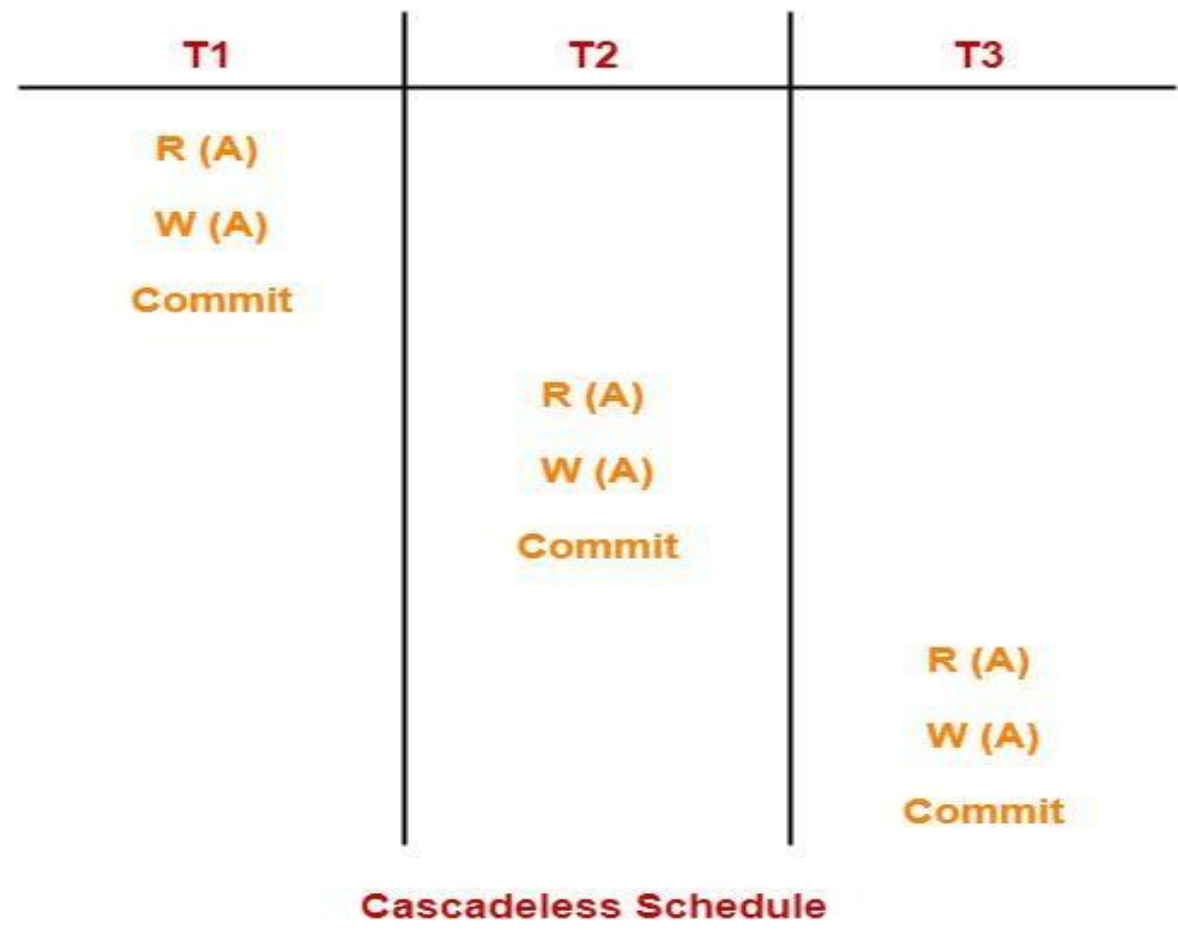 T1 T2 T3
R (A)
W (A)
Commit
R (A)
W (A)
Commit
R (A)
W (A)
Commit
Cascadeless Schedule